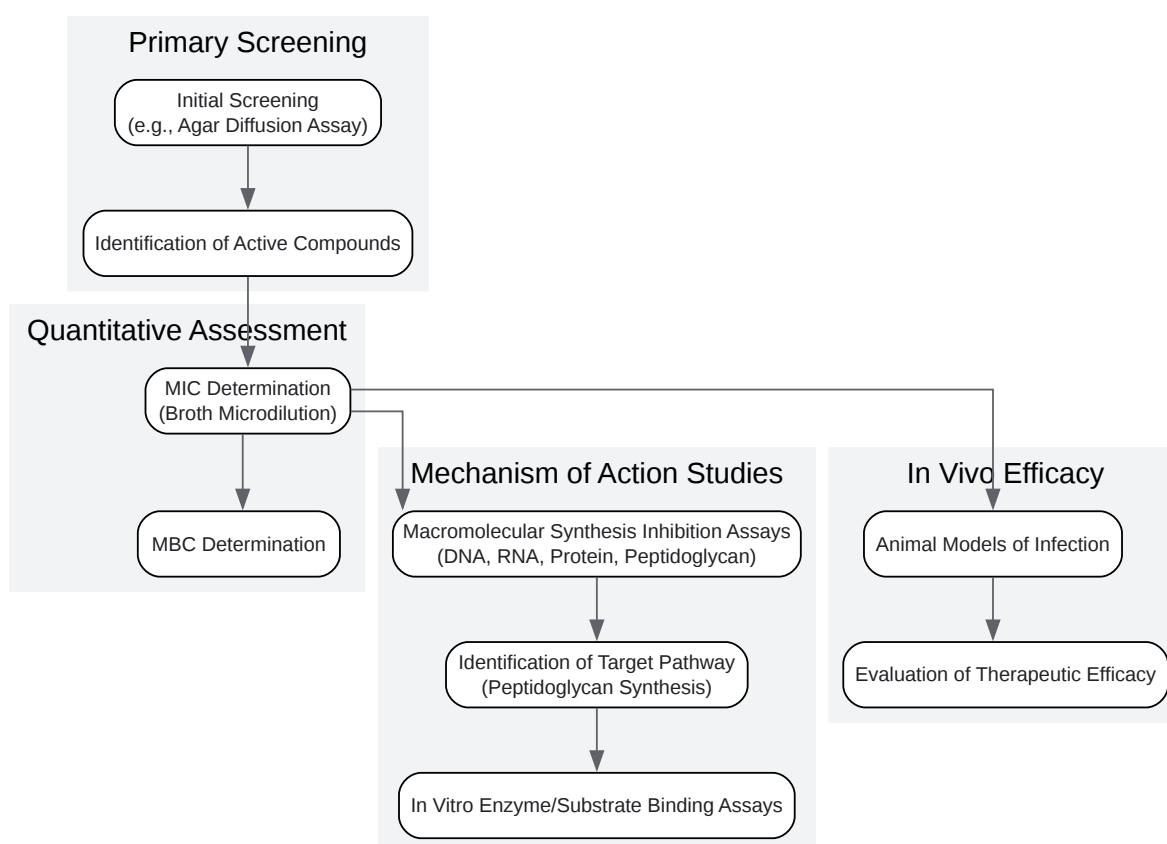 Primary Screening
Initial Screening
(e.g., Agar Diffusion Assay)
Identification of Active Compounds
Quantitative Assessment
MIC Determination
(Broth Microdilution)
MBC Determination
Mechanism of Action Studies
Macromolecular Synthesis Inhibition Assays
(DNA, RNA, Protein, Peptidoglycan)
Identification of Target Pathway
(Peptidoglycan Synthesis)
In Vitro Enzyme/Substrate Binding Assays
In Vivo Efficacy
Animal Models of Infection
Evaluation of Therapeutic Efficacy